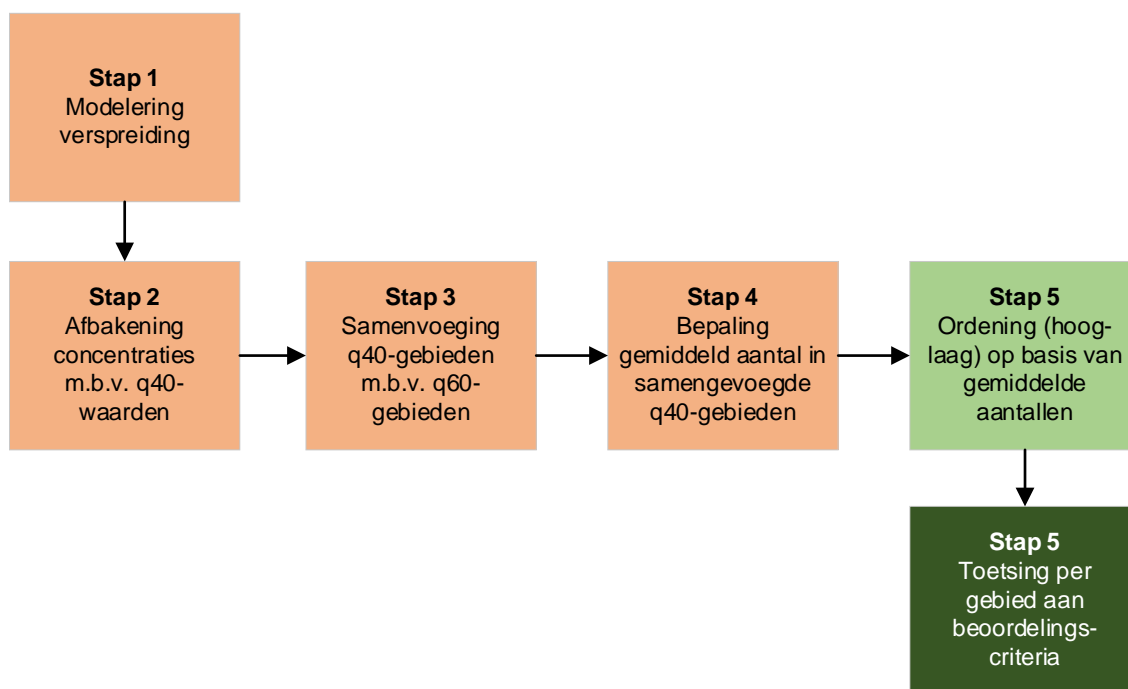 Stap 1
Modelering
verspreiding
Stap 2
Afbakening
concentraties
m.b.v. q40-
waarden
Stap 3
Samenvoeging
q40-gebieden
m.b.v. q60-
gebieden
Stap 4
Bepaling
gemiddeld aantal in
samengevoegde
q40-gebieden
Stap 5
Ordening (hoog-
laag) op basis van
gemiddelde
aantallen
Stap 5
Toetsing per
gebied aan
beoordelings-
criteria